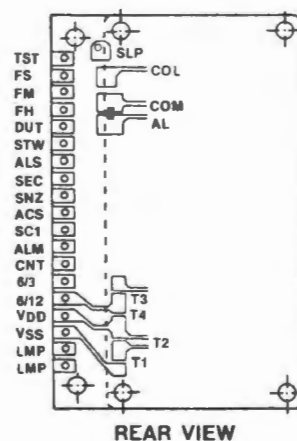 SLP
TST
FS
COL
FM
FH
COM
DUT
AL
STW
ALS
SEC
SNZ
ACS
SC1
ALM
CNT
6/3
6/12
T3
VDD
T4
VSS
T2
LMP
T1
LMP
REAR VIEW